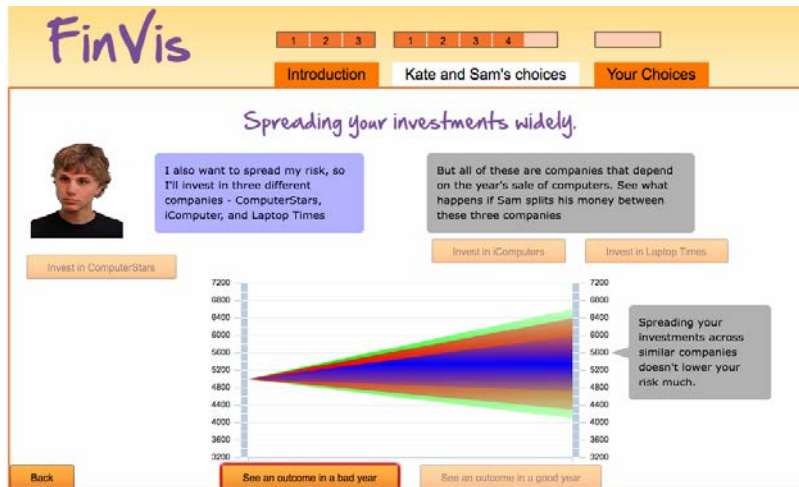 FinVis
1 2 3 1 2 3 4
Introduction Kate and Sam's choices Your Choices
Spreading your investments widely.
I also want to spread my risk, so
I'll invest in three different
companies - ComputerStars,
iComputer, and Laptop Times
But all of these are companies that depend
on the year's sale of computers. See what
happens if Sam splits his money between
these three companies
Invest in ComputerStars
Invest in iComputers
Invest in Laptop Times
7200 7200
6800 6800
6400 6400
6000 6000
5600 5600
5200 5200
4800 4800
4400 4400
4000 4000
3600 3600
3200 3200
Spreading your
investments across
similar companies
doesn't lower your
risk much.
Back
See an outcome in a bad year
See an outcome in a good year